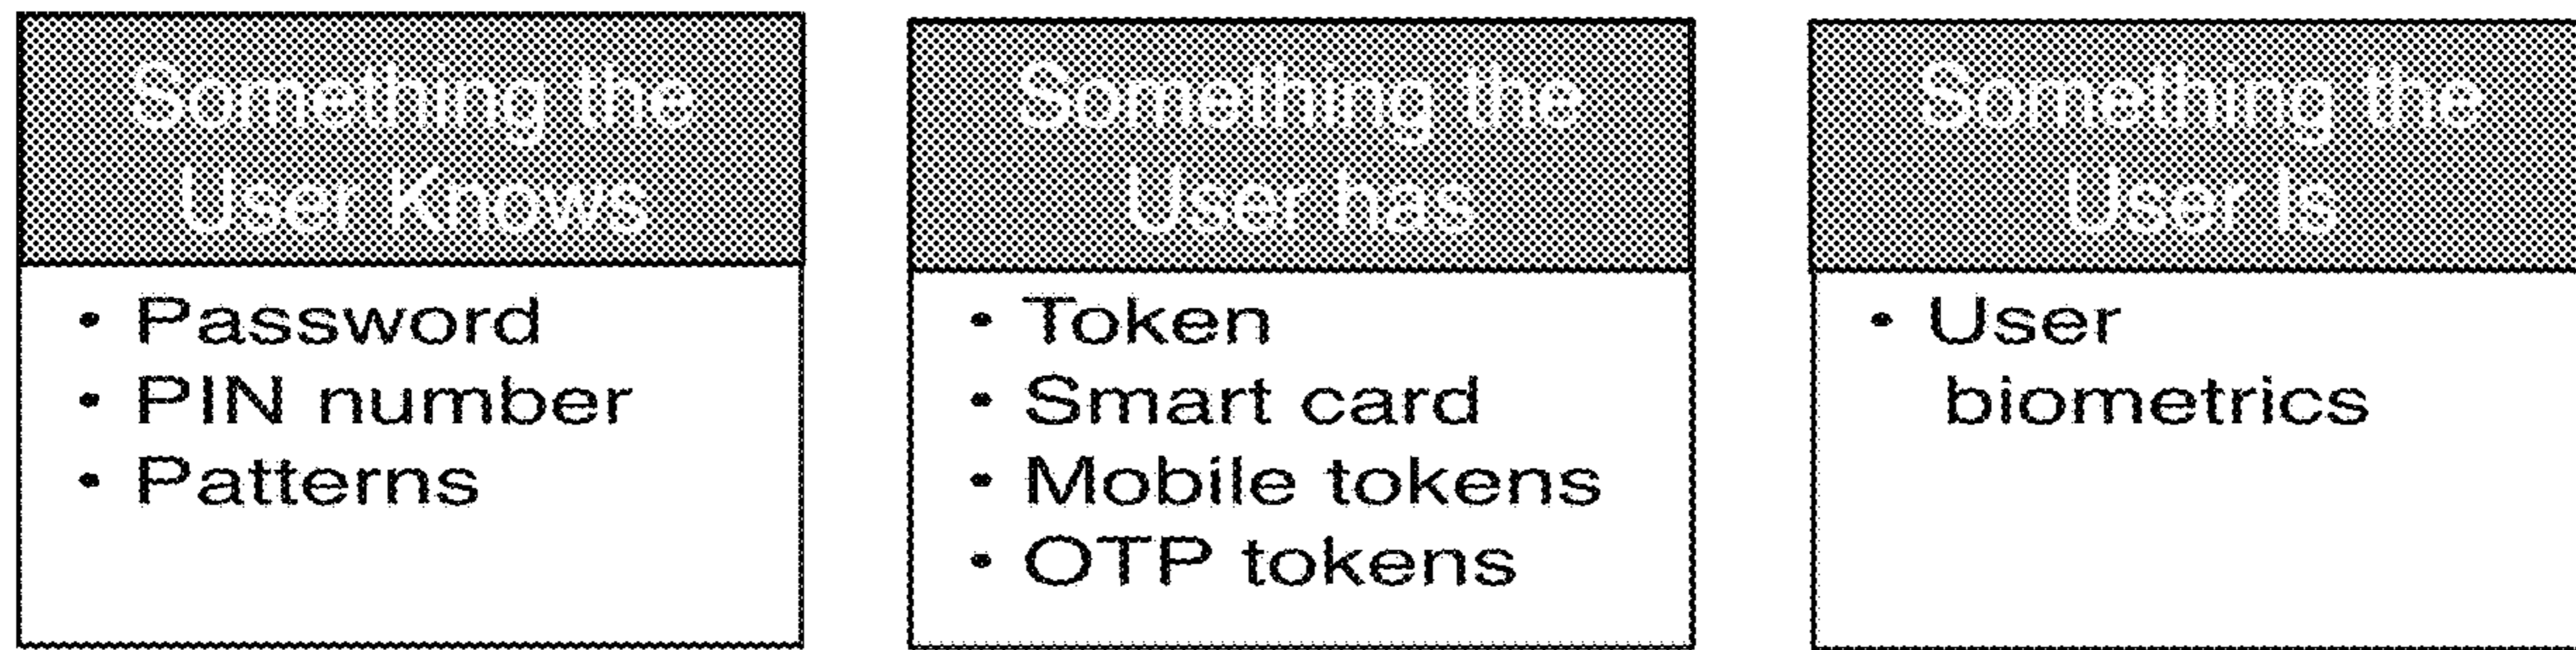 Something the
User Knows
• Password
• PIN number
• Patterns
Something the
User has
• Token
• Smart card
• Mobile tokens
• OTP tokens
Something the
User Is
• User
biometrics